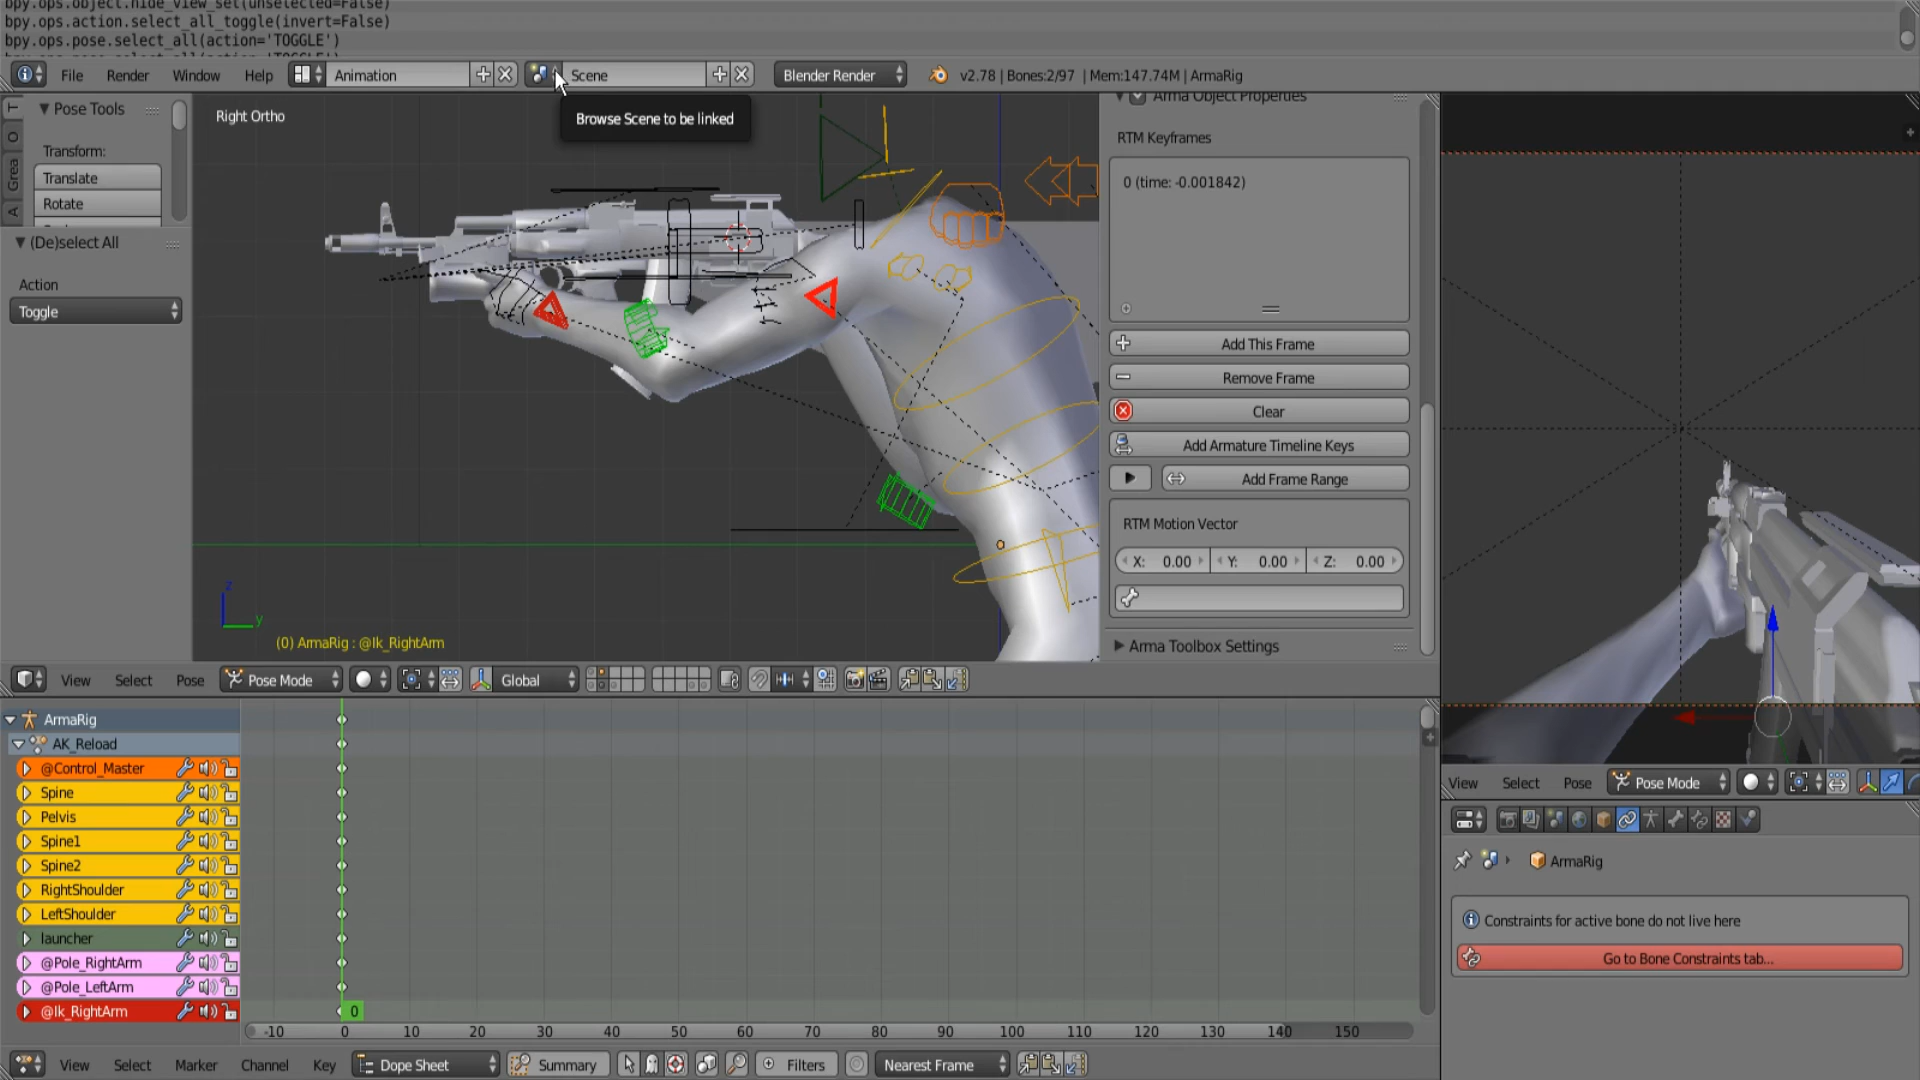 bpy.ops.object.hide_view_set(unselected=False)
bpy.ops.action.select_all_toggle(invert=False)
bpy.ops.pose.select_all(action='TOGGLE')
File Render Window Help Animation Scene Blender Render v2.78 | Bones:2/97 | Mem:147.74M | ArmaRig
Browse Scene to be linked
T
O
Grea
A
Pose Tools
Transform:
Translate
Rotate
(De)select All
Action
Toggle
Right Ortho
z
y
(0) ArmaRig : @Ik_RightArm
Arma Object Properties
RTM Keyframes
0 (time: -0.001842)
Add This Frame
Remove Frame
Clear
Add Armature Timeline Keys
Add Frame Range
RTM Motion Vector
X: 0.00 Y: 0.00 Z: 0.00
Arma Toolbox Settings
View Select Pose Pose Mode Global
ArmaRig
AK_Reload
@Control_Master
Spine
Pelvis
Spine1
Spine2
RightShoulder
LeftShoulder
launcher
@Pole_RightArm
@Pole_LeftArm
@Ik_RightArm
0
-10 0 10 20 30 40 50 60 70 80 90 100 110 120 130 140 150
View Select Marker Channel Key Dope Sheet Summary Filters Nearest Frame
View Select Pose Pose Mode
ArmaRig
Constraints for active bone do not live here
Go to Bone Constraints tab...